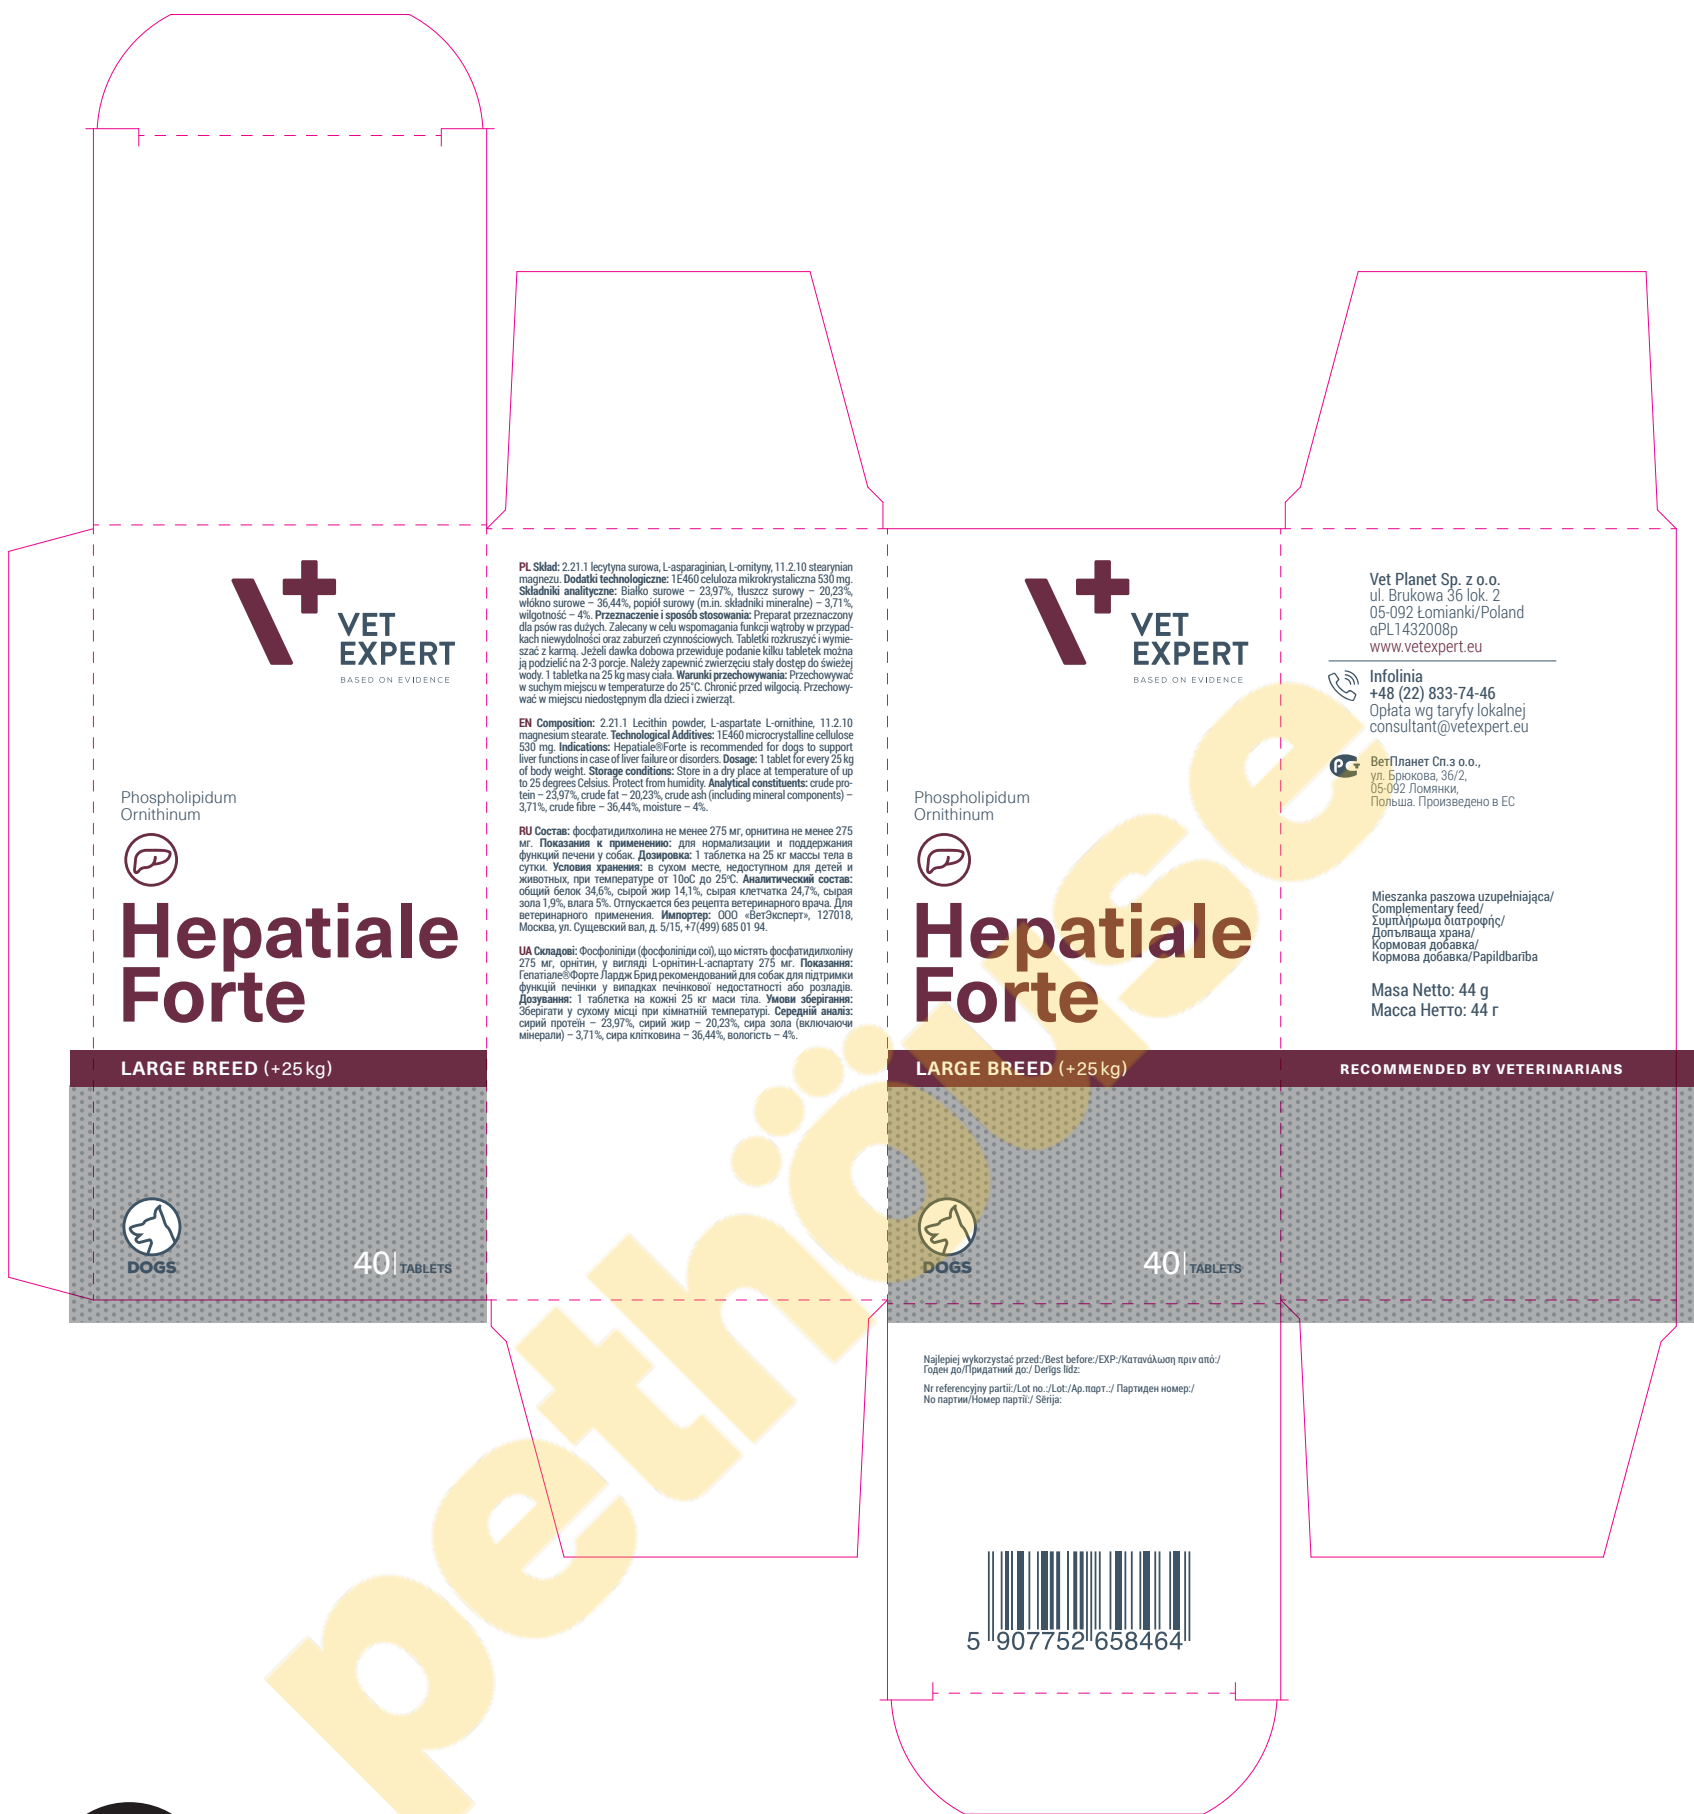 VET
EXPERT
BASED ON EVIDENCE
Phospholipidum
Ornithinum
Hepatiale
Forte
LARGE BREED (+25 kg)
DOGS
40 TABLETS
PL Skład: 2.21.1 lecytyna surowa, L-asparaginian, L-ornityny, 11.2.10 stearynian
magnezu. Dodatki technologiczne: 1E460 celuloza mikrokrystaliczna 530 mg.
Składniki analityczne: Białko surowe – 23,97%, tłuszcz surowy – 20,23%,
włókno surowe – 36,44%, popiół surowy (m.in. składniki mineralne) – 3,71%,
wilgotność – 4%. Przeznaczenie i sposób stosowania: Preparat przeznaczony
dla psów ras dużych. Zalecany w celu wspomagania funkcji wątroby w przypad-
kach niewydolności oraz zaburzeń czynnościowych. Tabletki rozkruszyć i wymie-
szać z karmą. Jeżeli dawka dobowa przewiduje podanie kilku tabletek można
ją podzielić na 2-3 porcje. Należy zapewnić zwierzęciu stały dostęp do świeżej
wody. 1 tabletka na 25 kg masy ciała. Warunki przechowywania: Przechowywać
w suchym miejscu w temperaturze do 25°C. Chronić przed wilgocią. Przechowy-
wać w miejscu niedostępnym dla dzieci i zwierząt.
EN Composition: 2.21.1 Lecithin powder, L-aspartate L-ornithine, 11.2.10
magnesium stearate. Technological Additives: 1E460 microcrystalline cellulose
530 mg. Indications: Hepatiale®Forte is recommended for dogs to support
liver functions in case of liver failure or disorders. Dosage: 1 tablet for every 25 kg
of body weight. Storage conditions: Store in a dry place at temperature of up
to 25 degrees Celsius. Protect from humidity. Analytical constituents: crude pro-
tein – 23,97%, crude fat – 20,23%, crude ash (including mineral components) –
3,71%, crude fibre – 36,44%, moisture – 4%.
RU Состав: фосфатидилхолина не менее 275 мг, орнитина не менее 275
мг. Показания к применению: для нормализации и поддержания
функций печени у собак. Дозировка: 1 таблетка на 25 кг массы тела в
сутки. Условия хранения: в сухом месте, недоступном для детей и
животных, при температуре от 10оС до 25°С. Аналитический состав:
общий белок 34,6%, сырой жир 14,1%, сырая клетчатка 24,7%, сырая
зола 1,9%, влага 5%. Отпускается без рецепта ветеринарного врача. Для
ветеринарного применения. Импортер: ООО «ВетЭксперт», 127018,
Москва, ул. Сущевский вал, д. 5/15, +7(499) 685 01 94.
UA Складові: Фосфоліпіди (фосфоліпіди сої), що містять фосфатидилхоліну
275 мг, орнітин, у вигляді L-орнітин-L-аспартату 275 мг. Показання:
Гепатіале®Форте Лардж Брид рекомендований для собак для підтримки
функцій печінки у випадках печінкової недостатності або розладів.
Дозування: 1 таблетка на кожні 25 кг маси тіла. Умови зберігання:
Зберігати у сухому місці при кімнатній температурі. Середній аналіз:
сирий протеїн – 23,97%, сирий жир – 20,23%, сира зола (включаючи
мінерали) – 3,71%, сира клітковина – 36,44%, вологість – 4%.
VET
EXPERT
BASED ON EVIDENCE
Phospholipidum
Ornithinum
Hepatiale
Forte
LARGE BREED (+25 kg)
DOGS
40 TABLETS
Vet Planet Sp. z o.o.
ul. Brukowa 36 lok. 2
05-092 Łomianki/Poland
αPL1432008p
www.vetexpert.eu
Infolinia
+48 (22) 833-74-46
Opłata wg taryfy lokalnej
consultant@vetexpert.eu
ВетПланет Сп.з о.о.,
ул. Брюкова, 36/2,
05-092 Ломянки,
Польша. Произведено в ЕС
Mieszanka paszowa uzupełniająca/
Complementary feed/
Συμπλήρωμα διατροφής/
Допълваща храна/
Кормовая добавка/
Кормова добавка/Papildbarība
Masa Netto: 44 g
Масса Нетто: 44 г
RECOMMENDED BY VETERINARIANS
Najlepiej wykorzystać przed:/Best before:/EXP:/Κατανάλωση πριν από:/
Годен до/Придатний до:/ Derīgs līdz:
Nr referencyjny partii:/Lot no.:/Lot:/Αρ.παρτ.:/ Партиден номер:/
No партии/Номер партії:/ Sērija:
5 907752 658464
pethouse